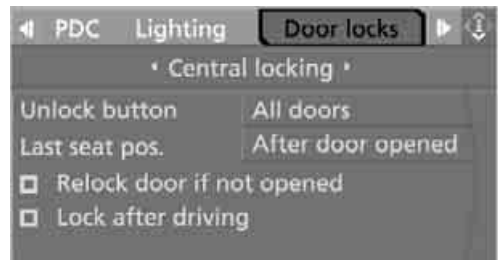 PDC Lighting Door locks
Central locking
Unlock button All doors
Last seat pos. After door opened
Relock door if not opened
Lock after driving